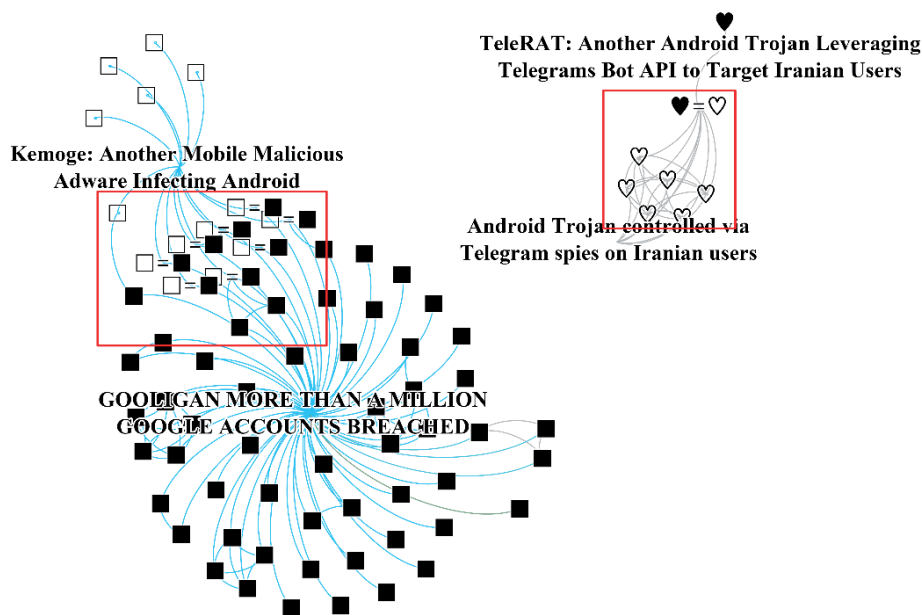 TeleRAT: Another Android Trojan Leveraging
Telegrams Bot API to Target Iranian Users
Kemoge: Another Mobile Malicious
Adware Infecting Android
Android Trojan controlled via
Telegram spies on Iranian users
GOOLIGAN MORE THAN A MILLION
GOOGLE ACCOUNTS BREACHED